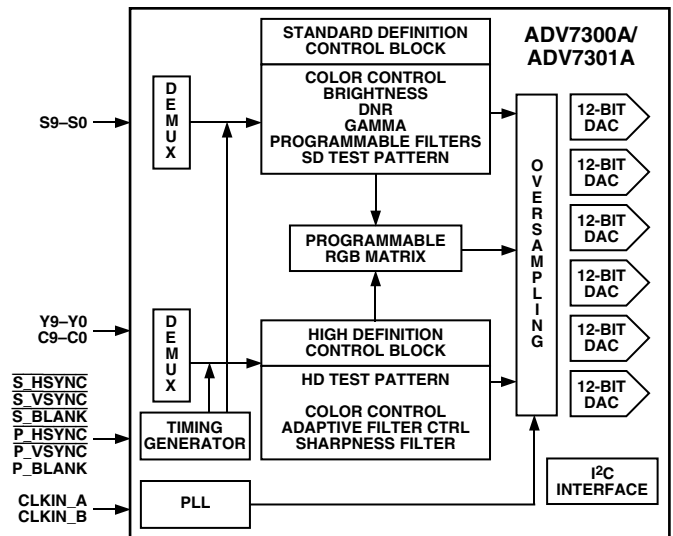 ADV7300A/
ADV7301A
STANDARD DEFINITION
CONTROL BLOCK
COLOR CONTROL
BRIGHTNESS
DNR
GAMMA
PROGRAMMABLE FILTERS
SD TEST PATTERN
DEMUX
S9–S0
PROGRAMMABLE
RGB MATRIX
OVERSAMPLING
12-BIT
DAC
12-BIT
DAC
12-BIT
DAC
12-BIT
DAC
12-BIT
DAC
12-BIT
DAC
Y9–Y0
C9–C0
DEMUX
HIGH DEFINITION
CONTROL BLOCK
HD TEST PATTERN
COLOR CONTROL
ADAPTIVE FILTER CTRL
SHARPNESS FILTER
S_HSYNC
S_VSYNC
S_BLANK
P_HSYNC
P_VSYNC
P_BLANK
TIMING
GENERATOR
CLKIN_A
CLKIN_B
PLL
I²C
INTERFACE